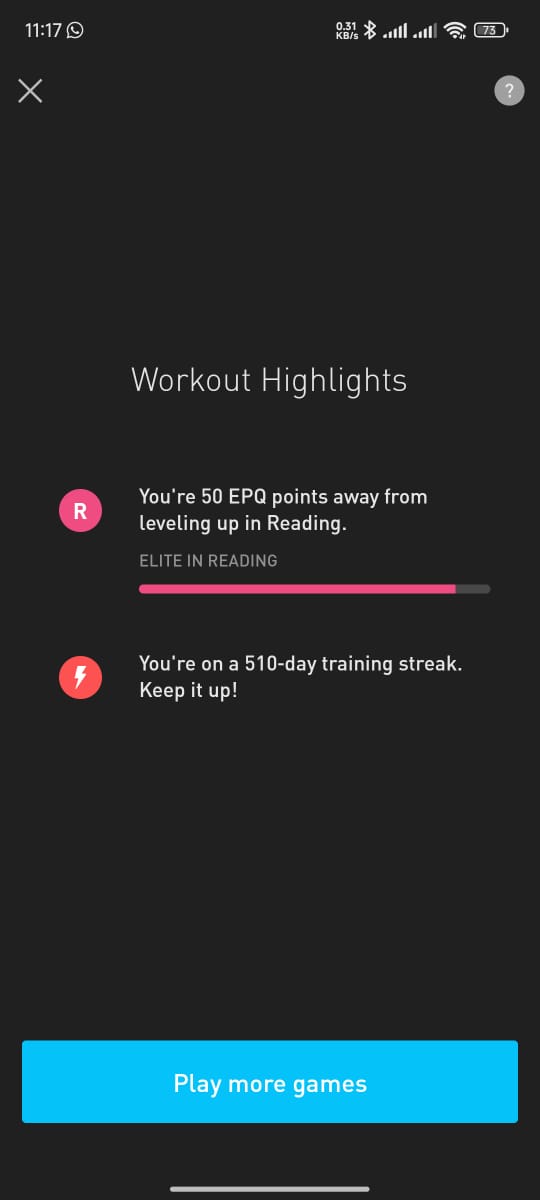 11:17
0.31
KB/s
73
?
Workout Highlights
R
You're 50 EPQ points away from
leveling up in Reading.
ELITE IN READING
You're on a 510-day training streak.
Keep it up!
Play more games